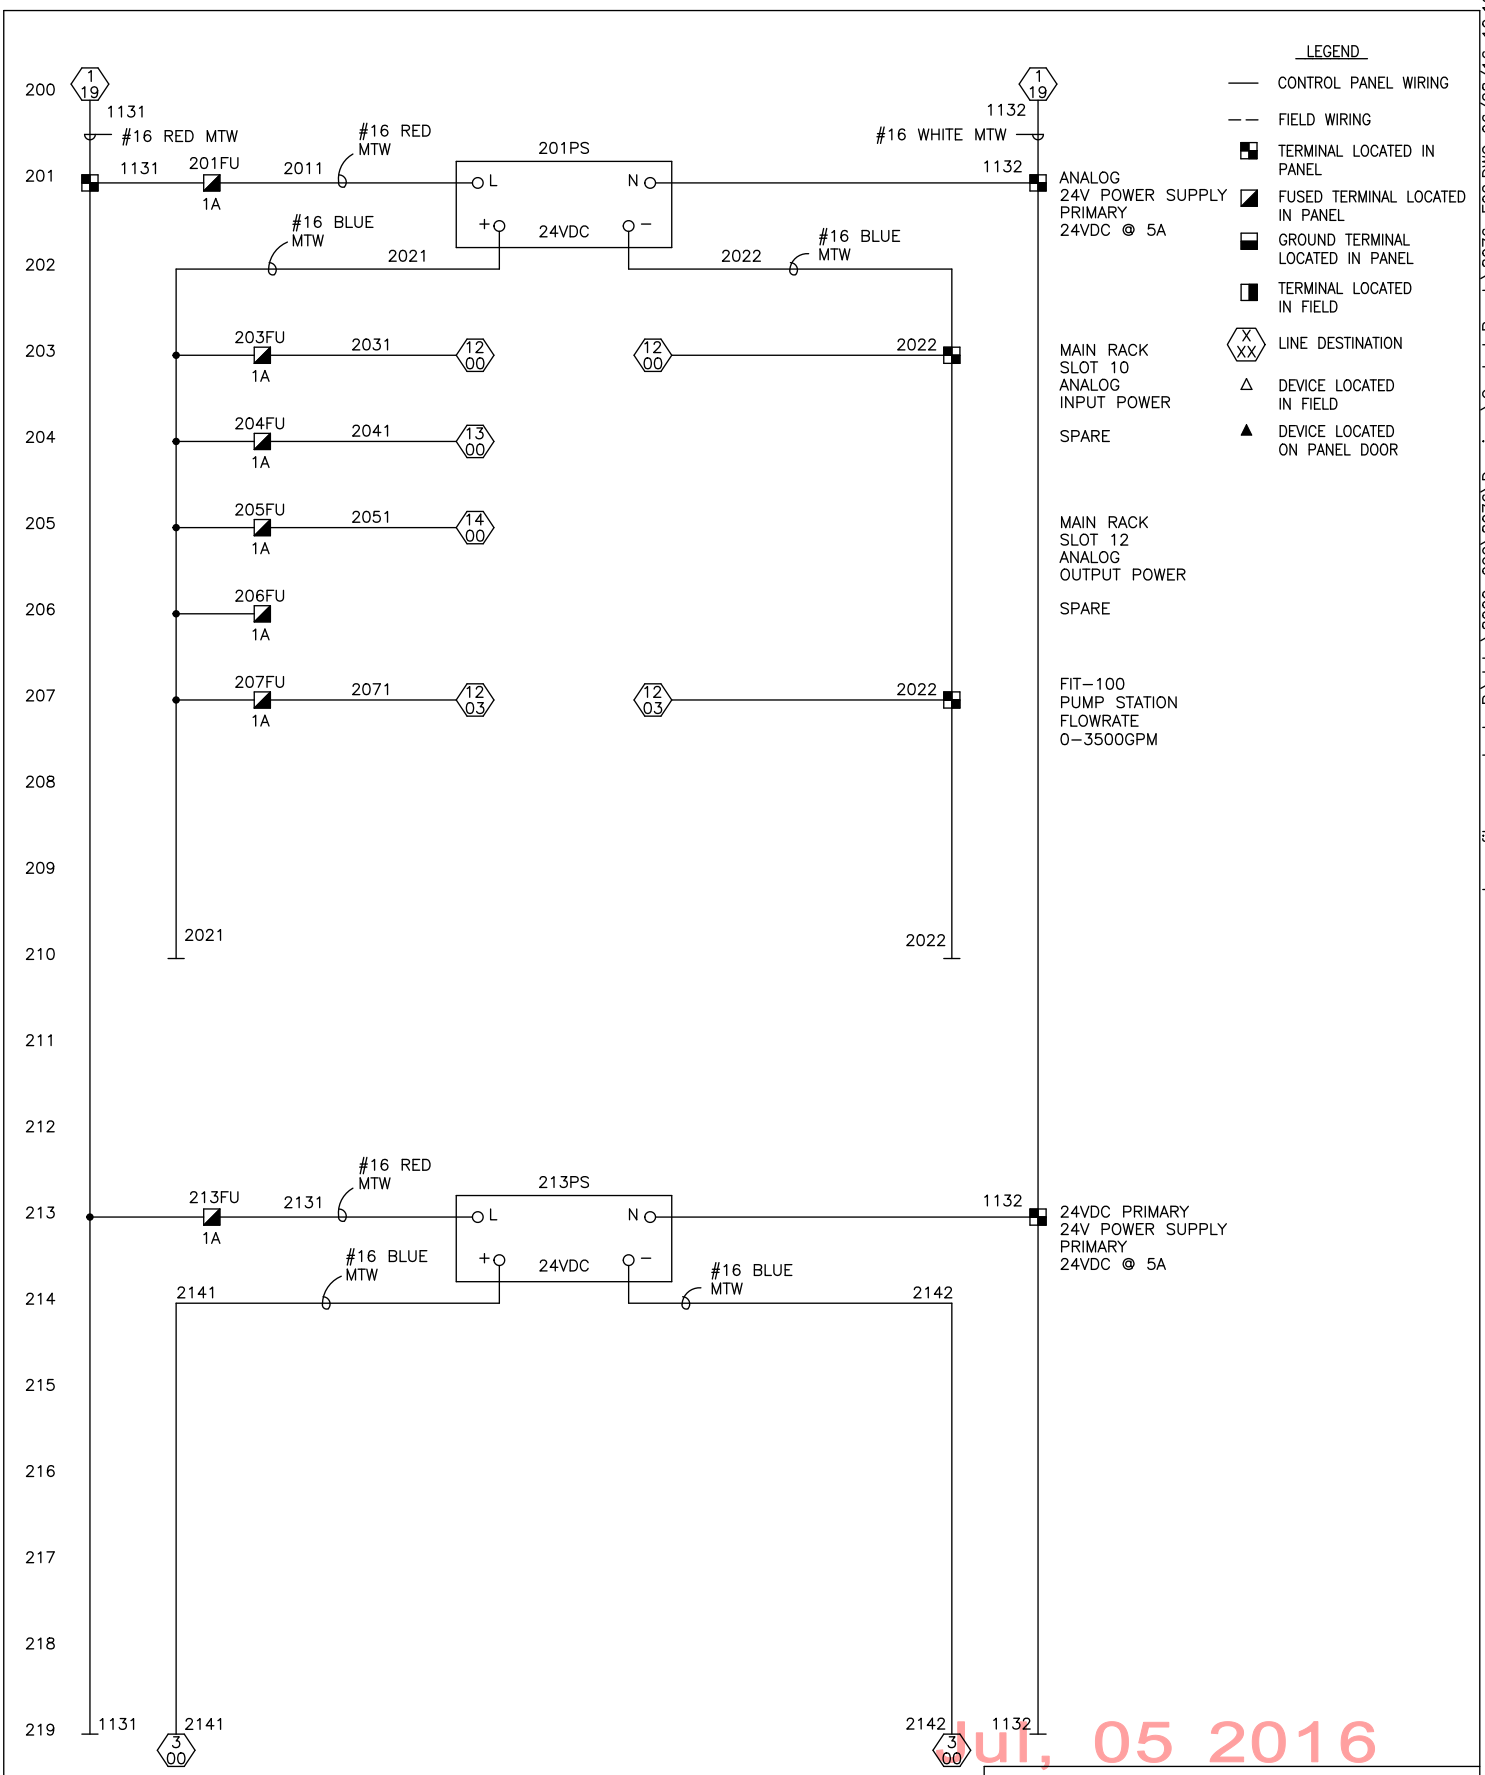 LEGEND
CONTROL PANEL WIRING
FIELD WIRING
TERMINAL LOCATED IN
PANEL
FUSED TERMINAL LOCATED
IN PANEL
GROUND TERMINAL
LOCATED IN PANEL
TERMINAL LOCATED
IN FIELD
X
XX
LINE DESTINATION
DEVICE LOCATED
IN FIELD
DEVICE LOCATED
ON PANEL DOOR
200
1
19
1
19
1131
1132
#16 RED MTW
#16 RED
MTW
#16 WHITE MTW
201
1131
201FU
1A
2011
201PS
L
N
+
−
24VDC
1132
ANALOG
24V POWER SUPPLY
PRIMARY
24VDC @ 5A
#16 BLUE
MTW
#16 BLUE
MTW
202
2021
2022
203
203FU
1A
2031
12
00
12
00
2022
MAIN RACK
SLOT 10
ANALOG
INPUT POWER
204
204FU
1A
2041
13
00
SPARE
205
205FU
1A
2051
14
00
MAIN RACK
SLOT 12
ANALOG
OUTPUT POWER
206
206FU
1A
SPARE
207
207FU
1A
2071
12
03
12
03
2022
FIT−100
PUMP STATION
FLOWRATE
0−3500GPM
208
209
210
2021
2022
211
212
213
213FU
1A
2131
#16 RED
MTW
213PS
L
N
+
−
24VDC
1132
24VDC PRIMARY
24V POWER SUPPLY
PRIMARY
24VDC @ 5A
#16 BLUE
MTW
#16 BLUE
MTW
214
2141
2142
215
216
217
218
219
1131
2141
3
00
2142
3
00
1132
Jul, 05 2016